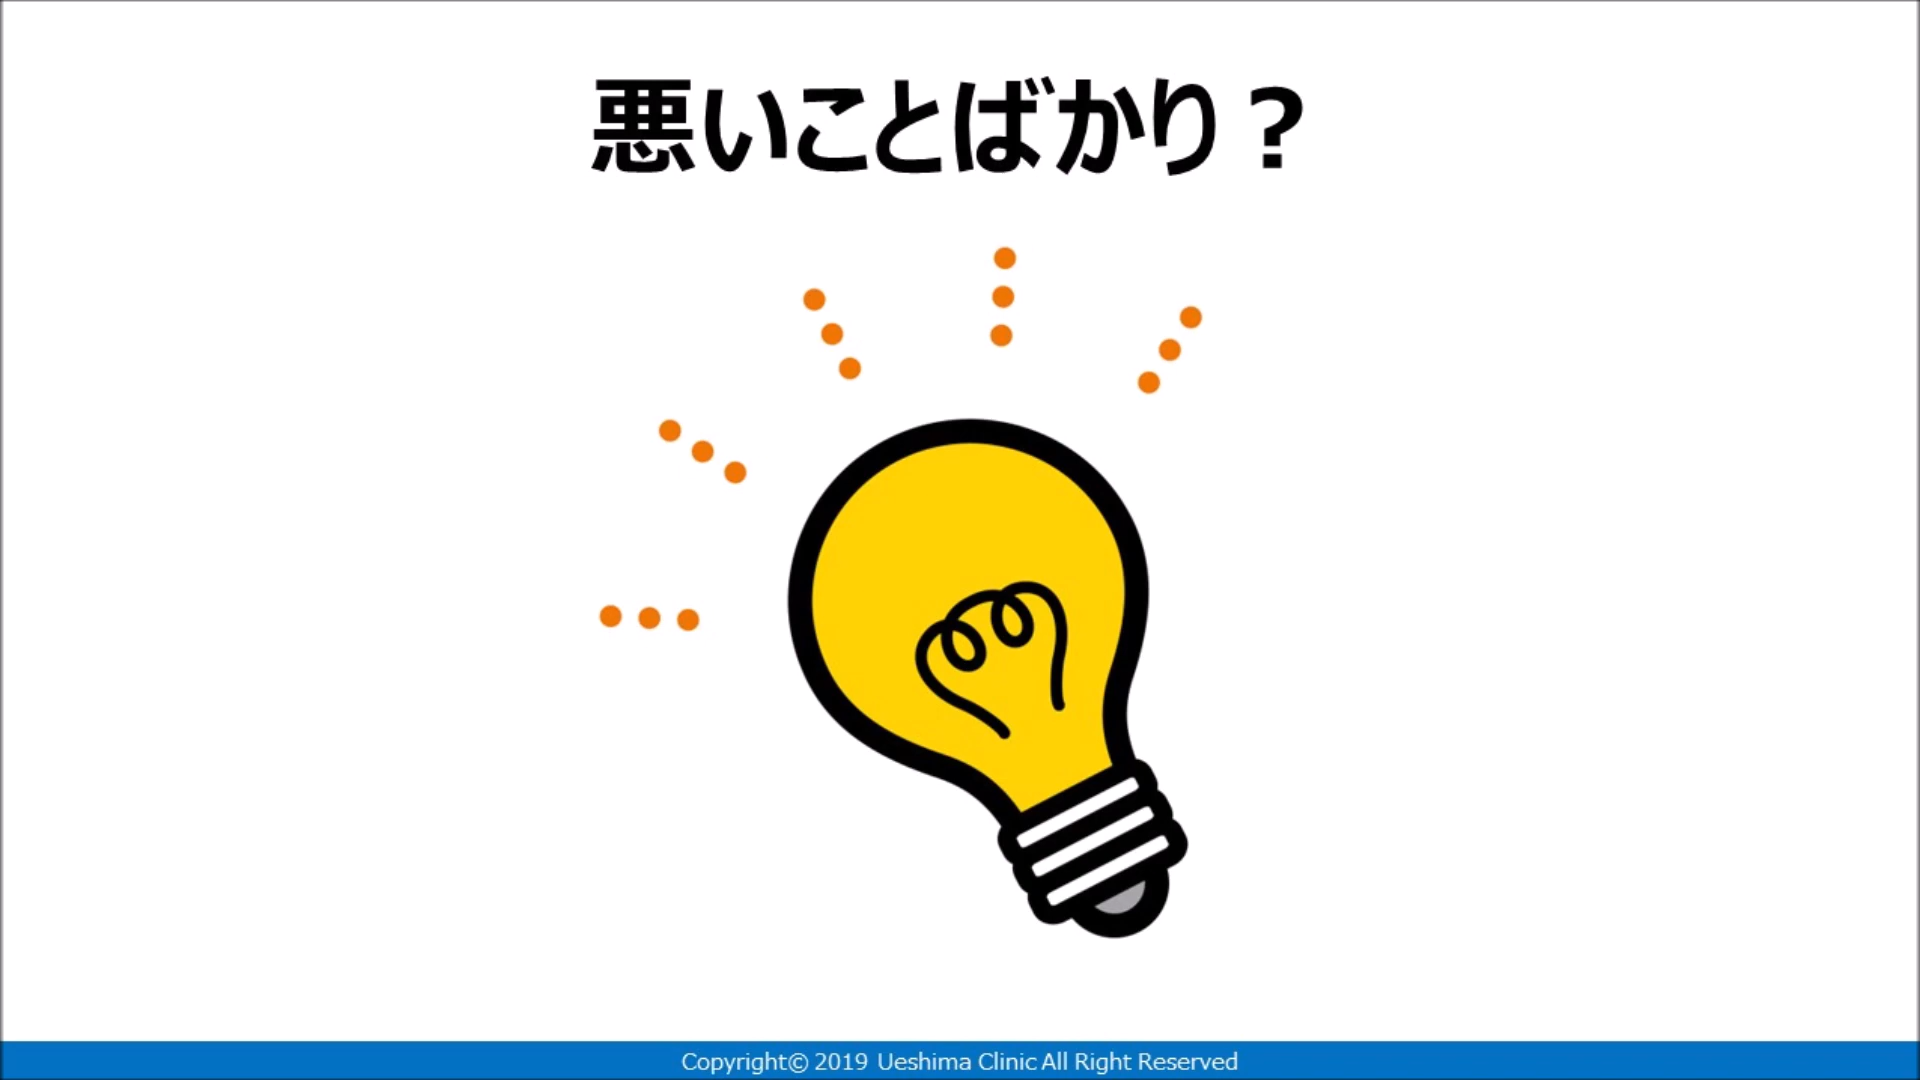 悪いことばかり？
Copyright© 2019 Ueshima Clinic All Right Reserved